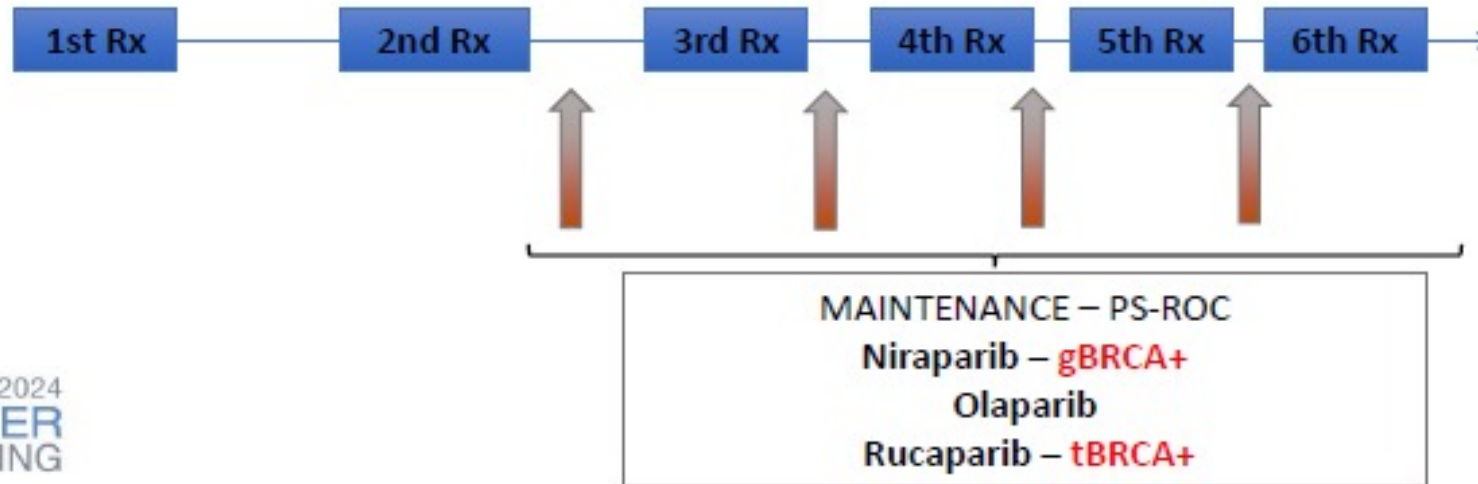 1st Rx
2nd Rx
3rd Rx
4th Rx
5th Rx
6th Rx
MAINTENANCE – PS-ROC
Niraparib – gBRCA+
Olaparib
Rucaparib – tBRCA+
2024
ER
ING